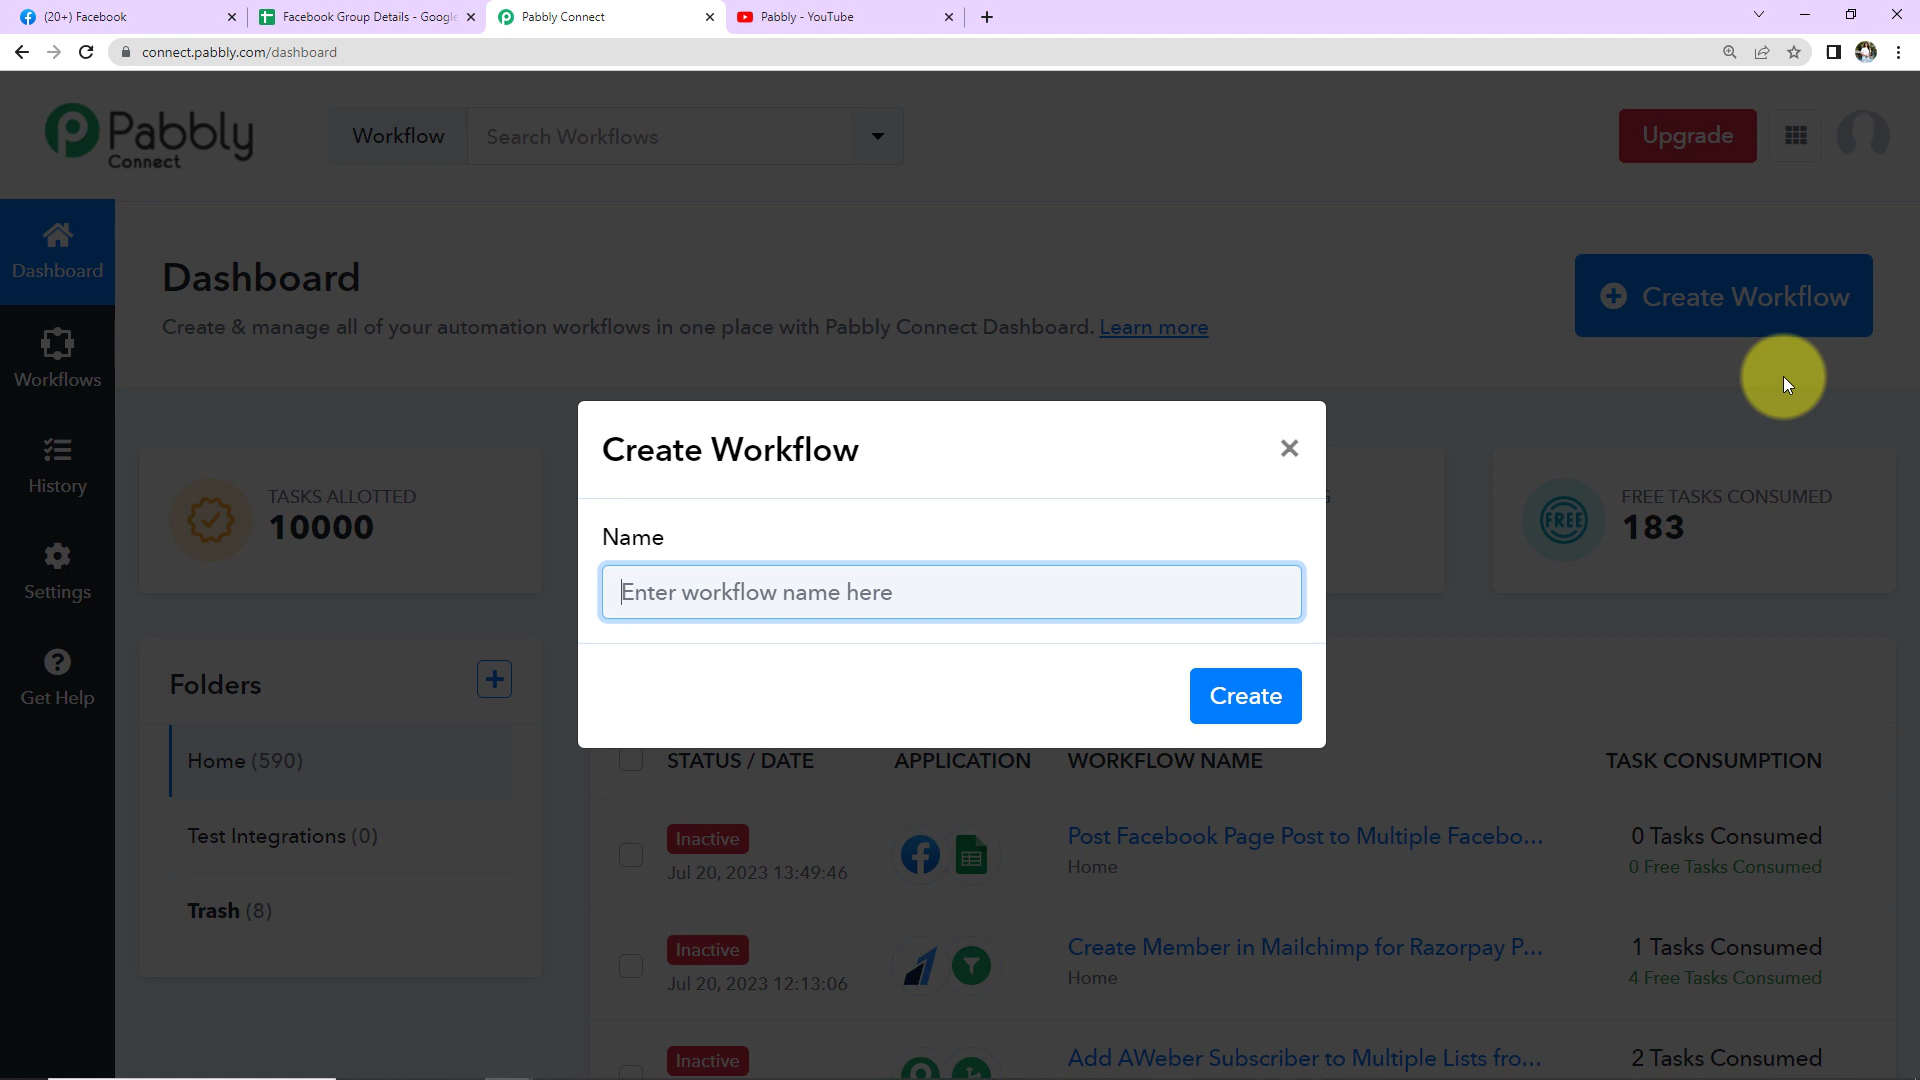 (20+) Facebook
Facebook Group Details - Google
Pabbly Connect
Pabbly - YouTube
connect.pabbly.com/dashboard
Pabbly
Connect
Workflow
Search Workflows
Upgrade
Dashboard
Workflows
History
Settings
Get Help
Dashboard
Create & manage all of your automation workflows in one place with Pabbly Connect Dashboard. Learn more
Create Workflow
TASKS ALLOTTED
10000
FREE
FREE TASKS CONSUMED
183
Create Workflow
Name
Enter workflow name here
Create
Folders
Home (590)
Test Integrations (0)
Trash (8)
STATUS / DATE
APPLICATION
WORKFLOW NAME
TASK CONSUMPTION
Inactive
Jul 20, 2023 13:49:46
Post Facebook Page Post to Multiple Facebo...
Home
0 Tasks Consumed
0 Free Tasks Consumed
Inactive
Jul 20, 2023 12:13:06
Create Member in Mailchimp for Razorpay P...
Home
1 Tasks Consumed
4 Free Tasks Consumed
Inactive
Add AWeber Subscriber to Multiple Lists fro...
2 Tasks Consumed